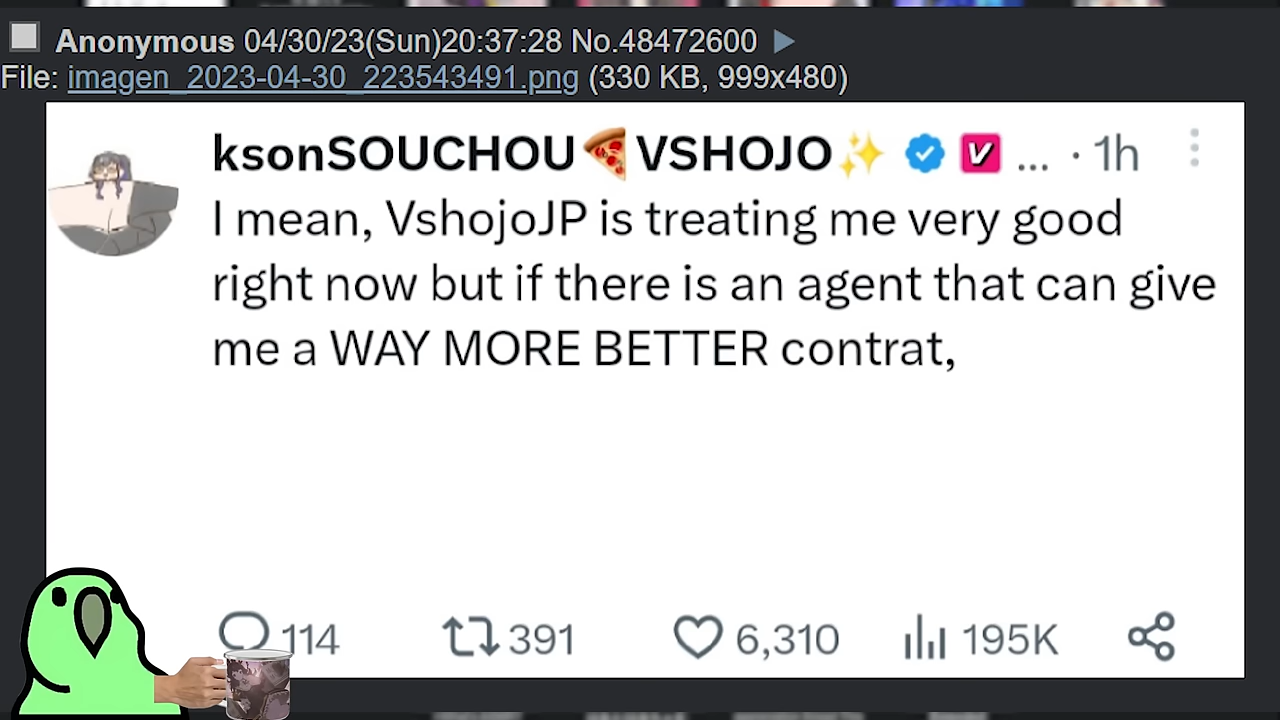 Anonymous 04/30/23(Sun)20:37:28 No.48472600 ▶
File: imagen_2023-04-30_223543491.png (330 KB, 999x480)
ksonSOUCHOU🍕VSHOJO✨ V ... · 1h
I mean, VshojoJP is treating me very good
right now but if there is an agent that can give
me a WAY MORE BETTER contrat,
114 391 6,310 195K